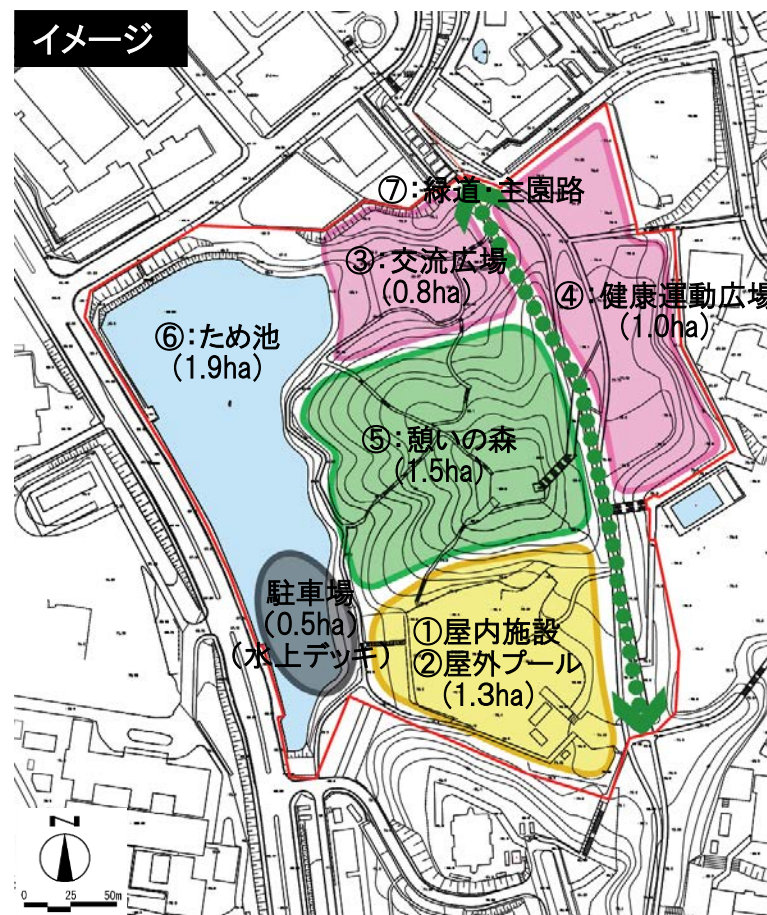 イメージ
⑦:緑道・主園路
③:交流広場
(0.8ha)
④:健康運動広場
(1.0ha)
⑥:ため池
(1.9ha)
⑤:憩いの森
(1.5ha)
駐車場
(0.5ha)
(水上デッキ)
①屋内施設
②屋外プール
(1.3ha)
N
0 25 50m